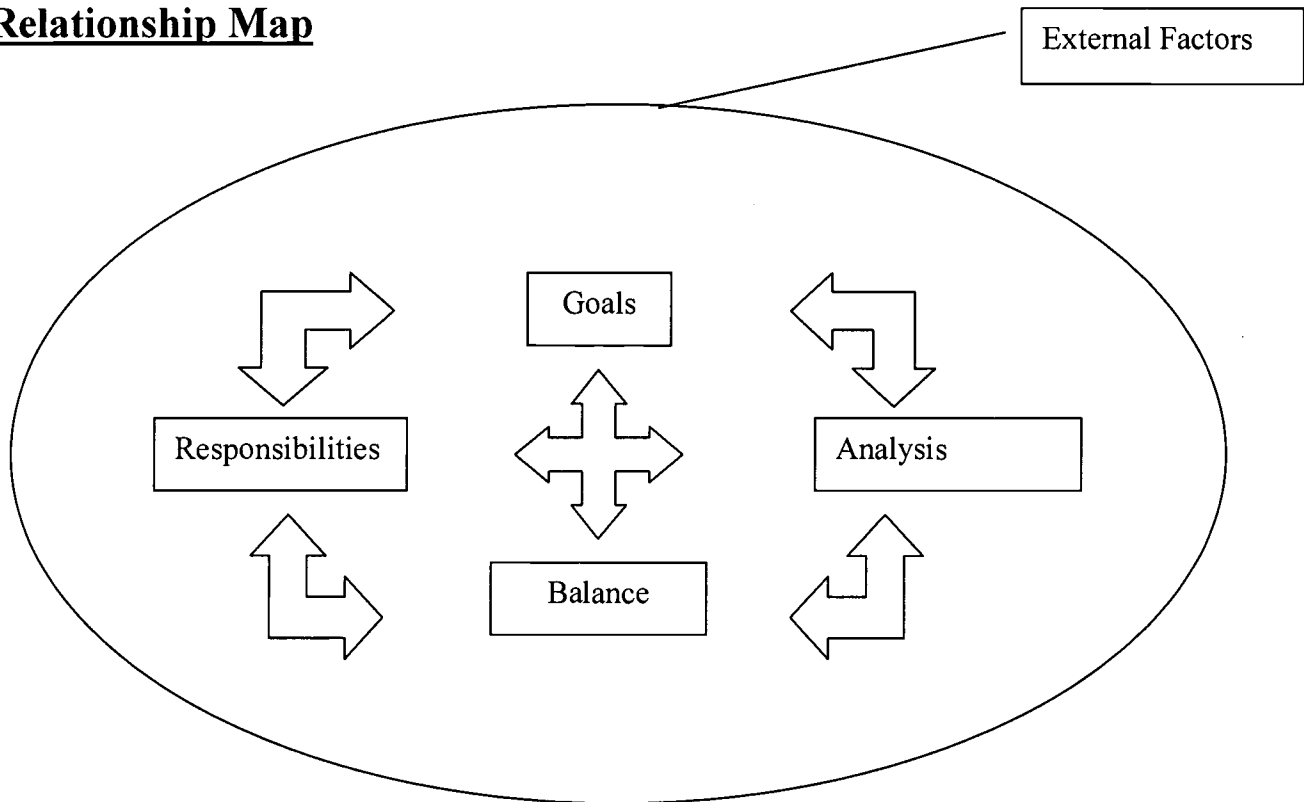 Relationship Map
External Factors
Goals
Responsibilities
Analysis
Balance